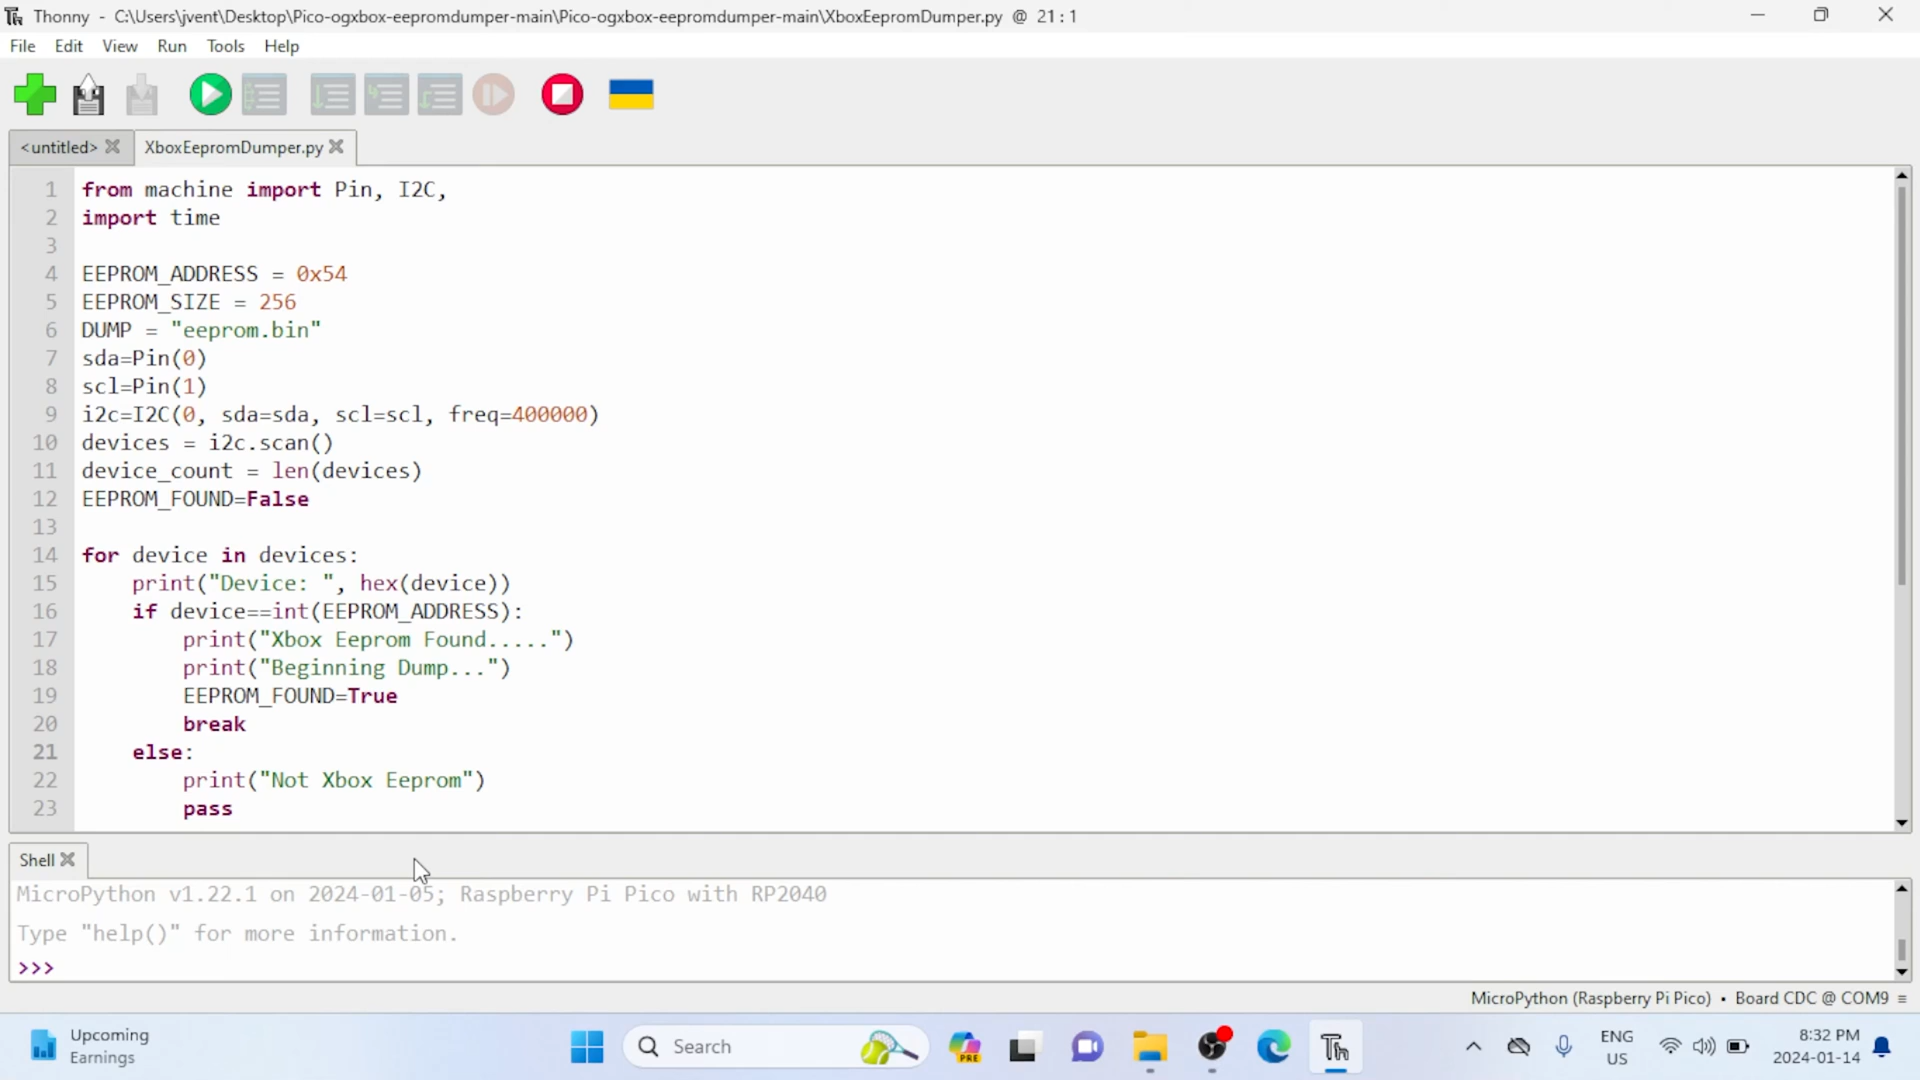 Thonny - C:\Users\jvent\Desktop\Pico-ogxbox-eepromdumper-main\Pico-ogxbox-eepromdumper-main\XboxEepromDumper.py @ 21 : 1
File Edit View Run Tools Help
<untitled> XboxEepromDumper.py
1 from machine import Pin, I2C,
2 import time
3
4 EEPROM_ADDRESS = 0x54
5 EEPROM_SIZE = 256
6 DUMP = "eeprom.bin"
7 sda=Pin(0)
8 scl=Pin(1)
9 i2c=I2C(0, sda=sda, scl=scl, freq=400000)
10 devices = i2c.scan()
11 device_count = len(devices)
12 EEPROM_FOUND=False
13
14 for device in devices:
15     print("Device: ", hex(device))
16     if device==int(EEPROM_ADDRESS):
17         print("Xbox Eeprom Found.....")
18         print("Beginning Dump...")
19         EEPROM_FOUND=True
20         break
21     else:
22         print("Not Xbox Eeprom")
23         pass
Shell
MicroPython v1.22.1 on 2024-01-05; Raspberry Pi Pico with RP2040
Type "help()" for more information.
>>>
MicroPython (Raspberry Pi Pico) • Board CDC @ COM9 ≡
Upcoming
Earnings
Search
PRE
Th
ENG
US
8:32 PM
2024-01-14